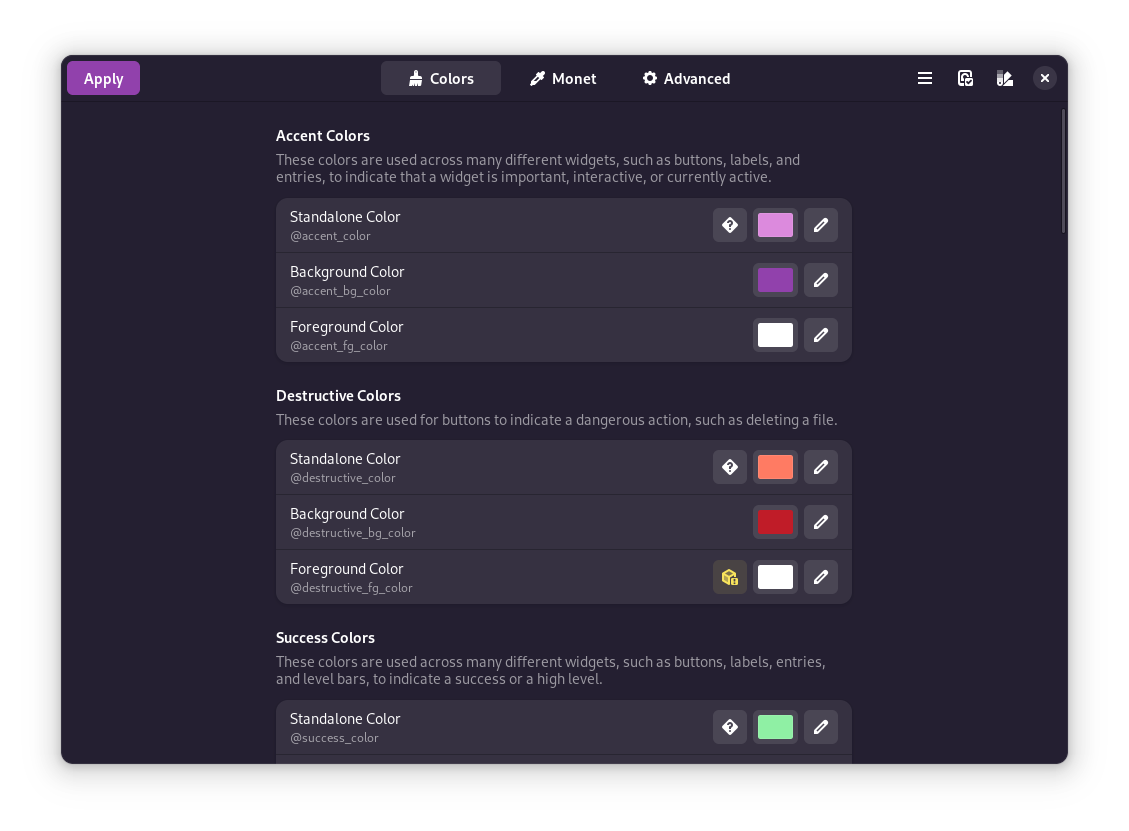 Apply
Colors
Monet
Advanced
Accent Colors
These colors are used across many different widgets, such as buttons, labels, and
entries, to indicate that a widget is important, interactive, or currently active.
Standalone Color
@accent_color
Background Color
@accent_bg_color
Foreground Color
@accent_fg_color
Destructive Colors
These colors are used for buttons to indicate a dangerous action, such as deleting a file.
Standalone Color
@destructive_color
Background Color
@destructive_bg_color
Foreground Color
@destructive_fg_color
Success Colors
These colors are used across many different widgets, such as buttons, labels, entries,
and level bars, to indicate a success or a high level.
Standalone Color
@success_color